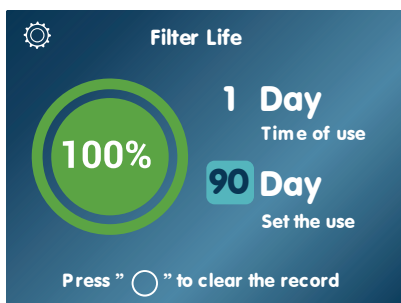 Filter Life
100%
1 Day
Time of use
90 Day
Set the use
Press ” ◯ ” to clear the record